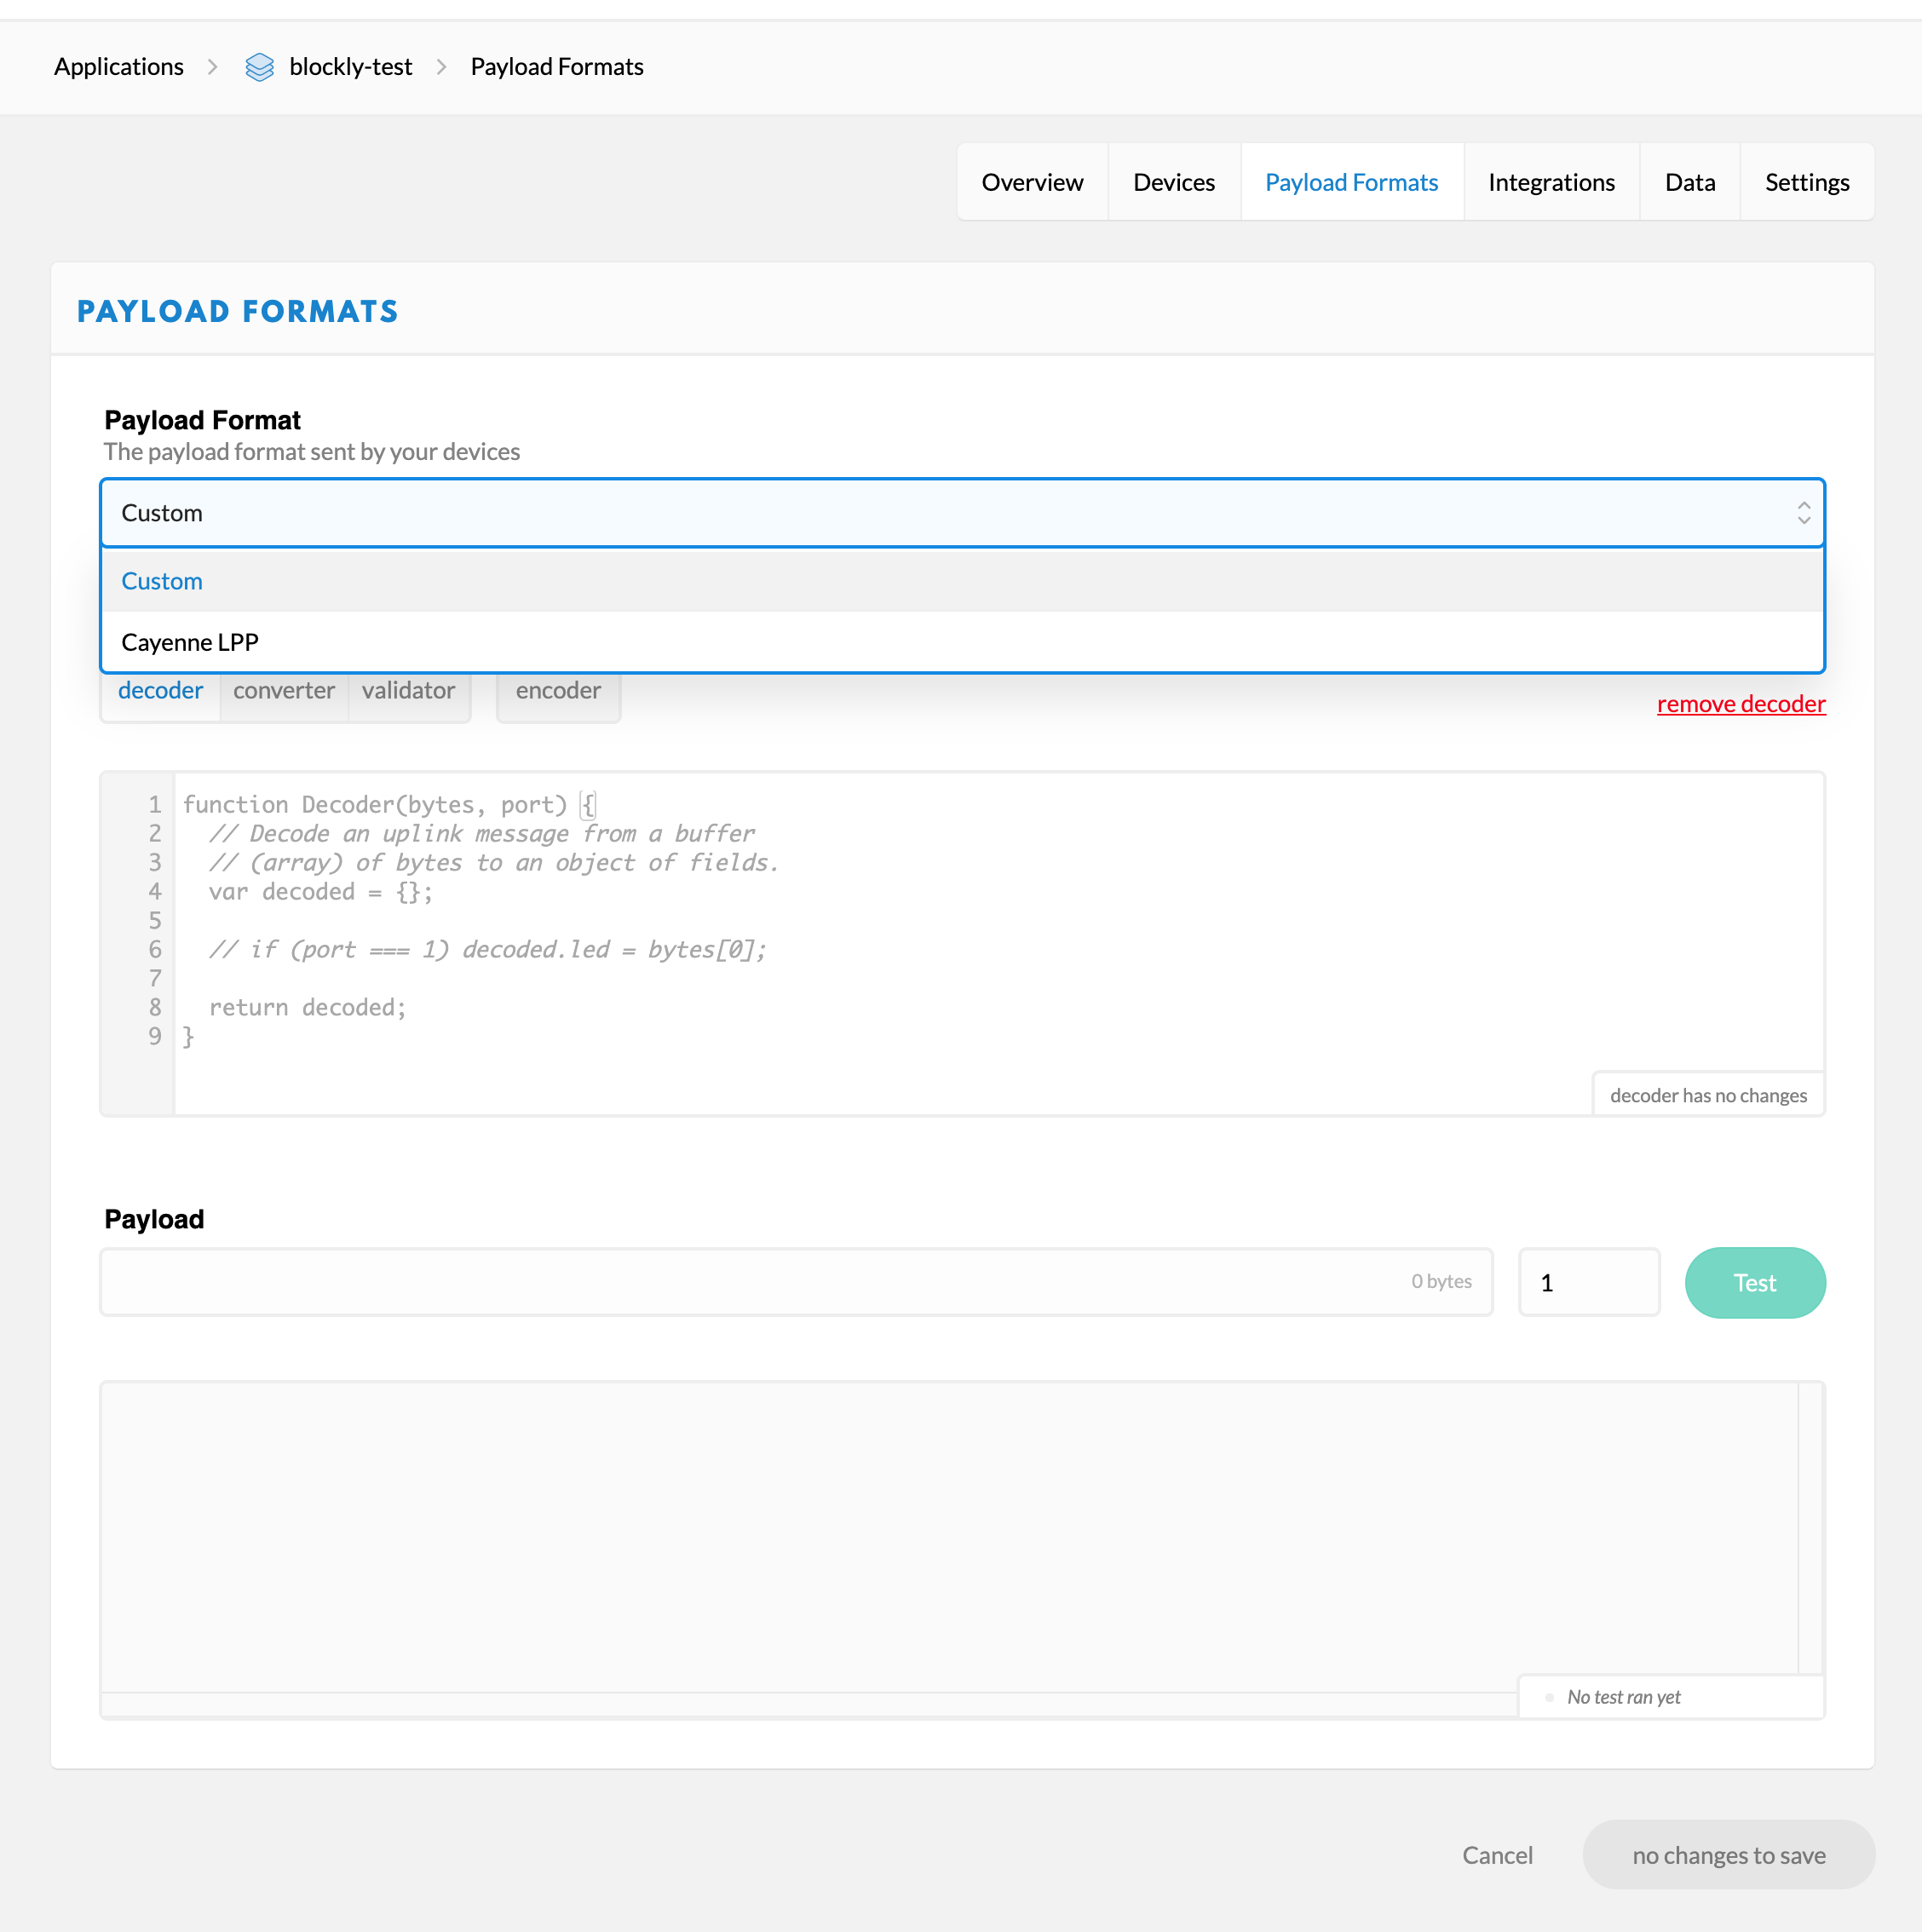 Applications > blockly-test > Payload Formats
Overview Devices Payload Formats Integrations Data Settings
PAYLOAD FORMATS
Payload Format
The payload format sent by your devices
Custom
Custom
Cayenne LPP
decoder converter validator encoder remove decoder
1 function Decoder(bytes, port) {
2   // Decode an uplink message from a buffer
3   // (array) of bytes to an object of fields.
4   var decoded = {};
5
6   // if (port === 1) decoded.led = bytes[0];
7
8   return decoded;
9 }
decoder has no changes
Payload
0 bytes 1 Test
No test ran yet
Cancel no changes to save